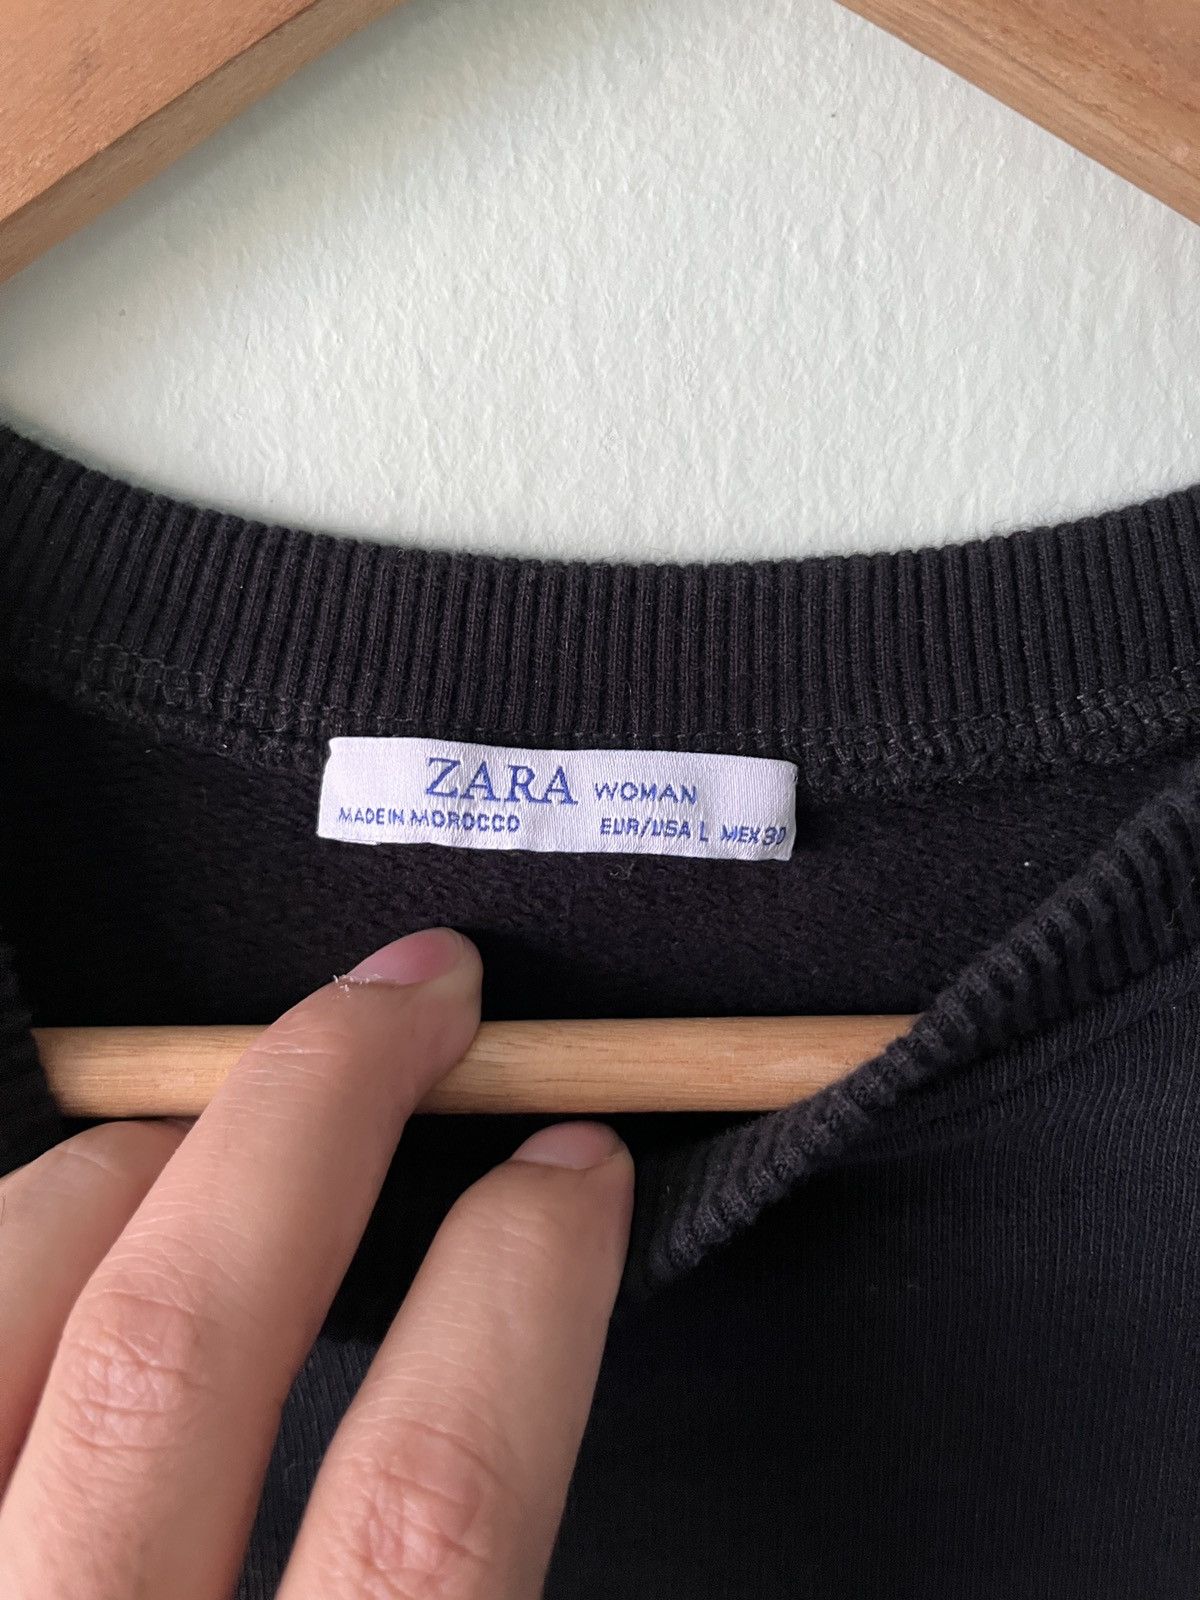 ZARA WOMAN
MADE IN MOROCCO EUR/USA L MEX 30